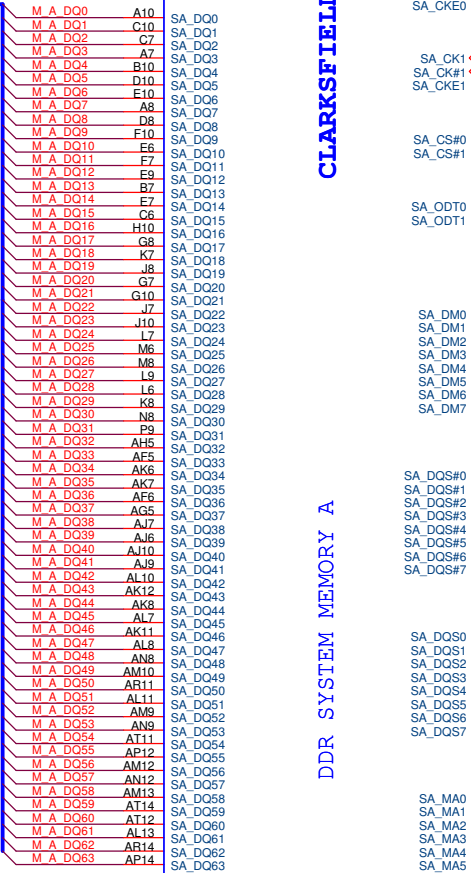 SA_CKE0
M_A_DQ0 A10 SA_DQ0
M_A_DQ1 C10 SA_DQ1
M_A_DQ2 C7 SA_DQ2
M_A_DQ3 A7 SA_DQ3 SA_CK1
M_A_DQ4 B10 SA_DQ4 SA_CK#1
M_A_DQ5 D10 SA_DQ5 SA_CKE1
M_A_DQ6 E10 SA_DQ6
M_A_DQ7 A8 SA_DQ7
M_A_DQ8 D8 SA_DQ8
M_A_DQ9 F10 SA_DQ9 SA_CS#0
M_A_DQ10 E6 SA_DQ10 SA_CS#1
M_A_DQ11 F7 SA_DQ11
M_A_DQ12 E9 SA_DQ12
M_A_DQ13 B7 SA_DQ13
M_A_DQ14 E7 SA_DQ14 SA_ODT0
M_A_DQ15 C6 SA_DQ15 SA_ODT1
M_A_DQ16 H10 SA_DQ16
M_A_DQ17 G8 SA_DQ17
M_A_DQ18 K7 SA_DQ18
M_A_DQ19 J8 SA_DQ19
M_A_DQ20 G7 SA_DQ20
M_A_DQ21 G10 SA_DQ21
M_A_DQ22 J7 SA_DQ22 SA_DM0
M_A_DQ23 J10 SA_DQ23 SA_DM1
M_A_DQ24 L7 SA_DQ24 SA_DM2
M_A_DQ25 M6 SA_DQ25 SA_DM3
M_A_DQ26 M8 SA_DQ26 SA_DM4
M_A_DQ27 L9 SA_DQ27 SA_DM5
M_A_DQ28 L6 SA_DQ28 SA_DM6
M_A_DQ29 K8 SA_DQ29 SA_DM7
M_A_DQ30 N8 SA_DQ30
M_A_DQ31 P9 SA_DQ31
M_A_DQ32 AH5 SA_DQ32
M_A_DQ33 AF5 SA_DQ33
M_A_DQ34 AK6 SA_DQ34 SA_DQS#0
M_A_DQ35 AK7 SA_DQ35 SA_DQS#1
M_A_DQ36 AF6 SA_DQ36 SA_DQS#2
M_A_DQ37 AG5 SA_DQ37 SA_DQS#3
M_A_DQ38 AJ7 SA_DQ38 SA_DQS#4
M_A_DQ39 AJ6 SA_DQ39 SA_DQS#5
M_A_DQ40 AJ10 SA_DQ40 SA_DQS#6
M_A_DQ41 AJ9 SA_DQ41 SA_DQS#7
M_A_DQ42 AL10 SA_DQ42
M_A_DQ43 AK12 SA_DQ43
M_A_DQ44 AK8 SA_DQ44
M_A_DQ45 AL7 SA_DQ45
M_A_DQ46 AK11 SA_DQ46 SA_DQS0
M_A_DQ47 AL8 SA_DQ47 SA_DQS1
M_A_DQ48 AN8 SA_DQ48 SA_DQS2
M_A_DQ49 AM10 SA_DQ49 SA_DQS3
M_A_DQ50 AR11 SA_DQ50 SA_DQS4
M_A_DQ51 AL11 SA_DQ51 SA_DQS5
M_A_DQ52 AM9 SA_DQ52 SA_DQS6
M_A_DQ53 AN9 SA_DQ53 SA_DQS7
M_A_DQ54 AT11 SA_DQ54
M_A_DQ55 AP12 SA_DQ55
M_A_DQ56 AM12 SA_DQ56
M_A_DQ57 AN12 SA_DQ57
M_A_DQ58 AM13 SA_DQ58 SA_MA0
M_A_DQ59 AT14 SA_DQ59 SA_MA1
M_A_DQ60 AT12 SA_DQ60 SA_MA2
M_A_DQ61 AL13 SA_DQ61 SA_MA3
M_A_DQ62 AR14 SA_DQ62 SA_MA4
M_A_DQ63 AP14 SA_DQ63 SA_MA5
CLARKSFIEL
DDR SYSTEM MEMORY A